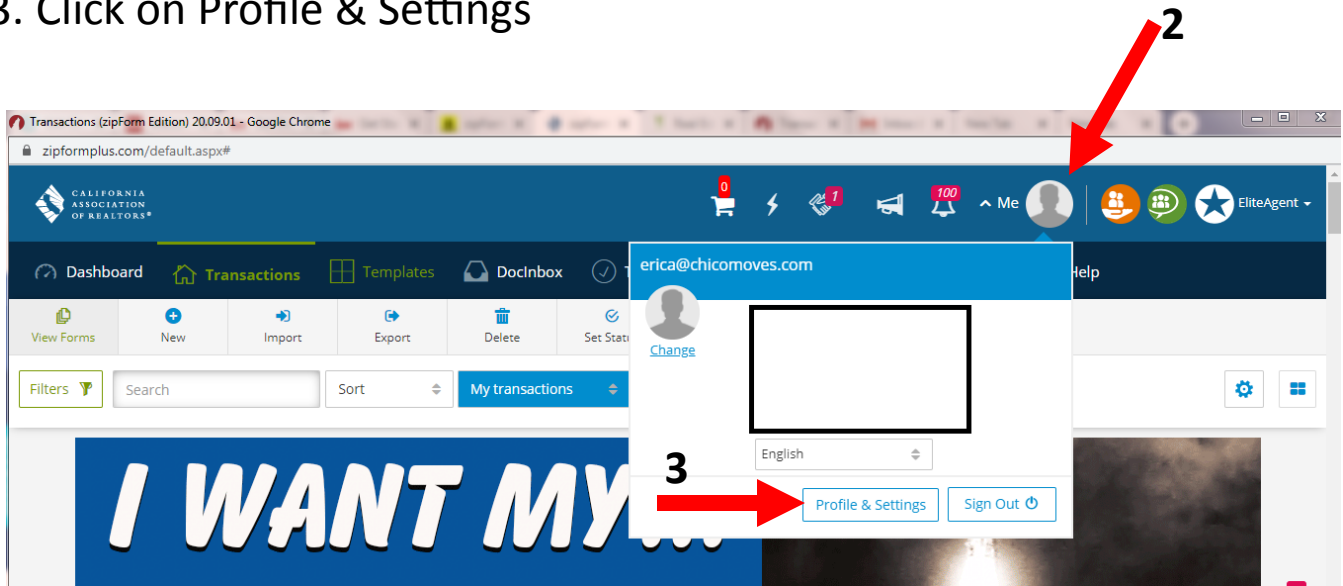 3. Click on Profile & Settings
2
Transactions (zipForm Edition) 20.09.01 - Google Chrome
zipformplus.com/default.aspx#
CALIFORNIA
ASSOCIATION
OF REALTORS®
0
1
100
Me
EliteAgent
Dashboard
Transactions
Templates
DocInbox
erica@chicomoves.com
Help
View Forms
New
Import
Export
Delete
Set Statu
Change
Filters
Search
Sort
My transactions
English
3
Profile & Settings
Sign Out
I WANT MY...